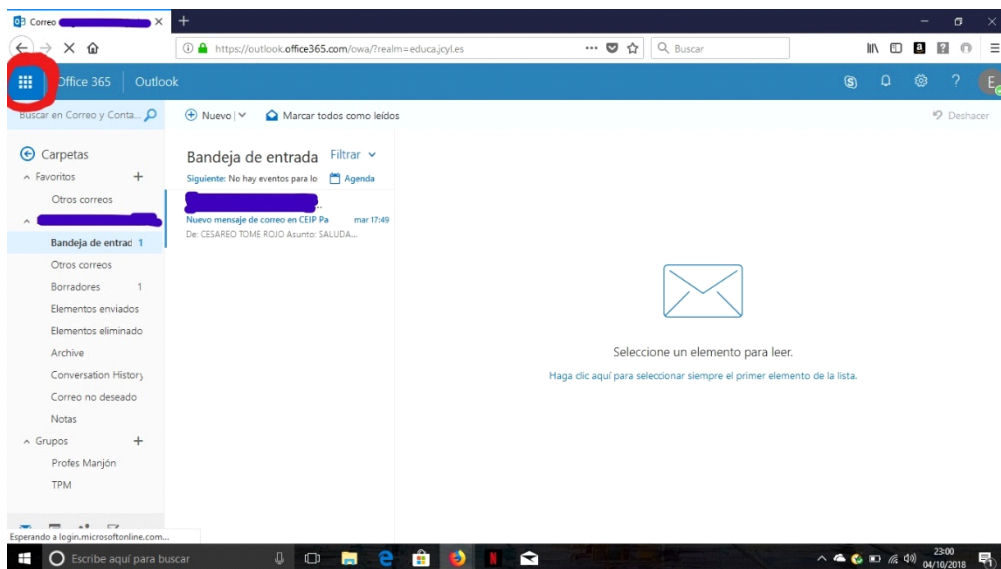 Correo
https://outlook.office365.com/owa/?realm=educa.jcyl.es
Buscar
Office 365 Outlook
Buscar en Correo y Conta...
Nuevo
Marcar todos como leídos
Deshacer
Carpetas
Favoritos
Otros correos
Bandeja de entrad 1
Otros correos
Borradores 1
Elementos enviados
Elementos eliminado
Archive
Conversation History
Correo no deseado
Notas
Grupos
Profes Manjón
TPM
Bandeja de entrada Filtrar
Siguiente: No hay eventos para lo Agenda
Nuevo mensaje de correo en CEIP Pa mar 17:49
De: CESAREO TOME ROJO Asunto: SALUDA...
Seleccione un elemento para leer.
Haga clic aquí para seleccionar siempre el primer elemento de la lista.
Esperando a login.microsoftonline.com...
Escribe aquí para buscar
23:00
04/10/2018